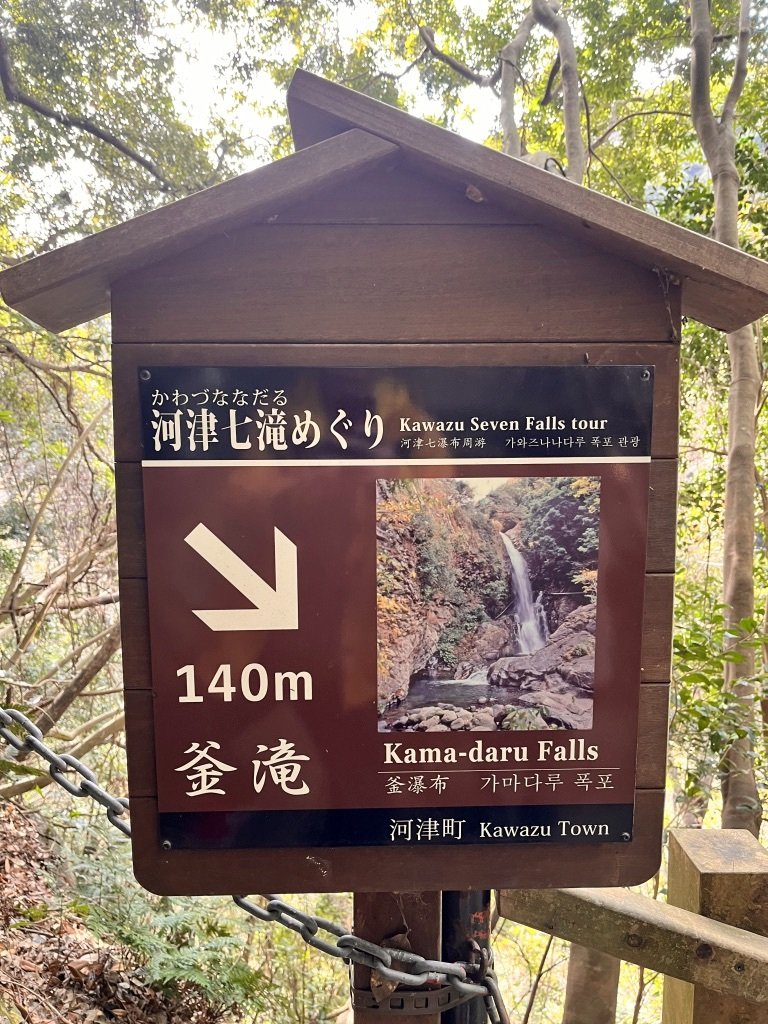 かわづななだる
河津七滝めぐり Kawazu Seven Falls tour
河津七瀑布周游 가와즈나나다루 폭포 관광
140m
釜滝
Kama-daru Falls
釜瀑布 가마다루 폭포
河津町 Kawazu Town